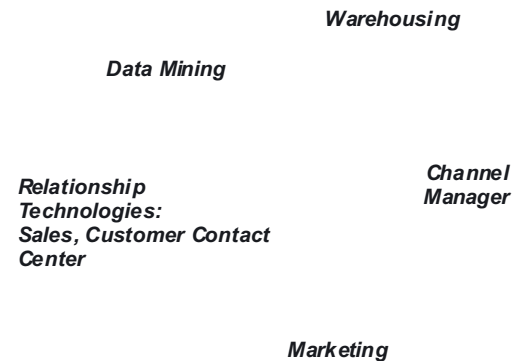 Warehousing
Data Mining
Channel
Manager
Relationship
Technologies:
Sales, Customer Contact
Center
Marketing